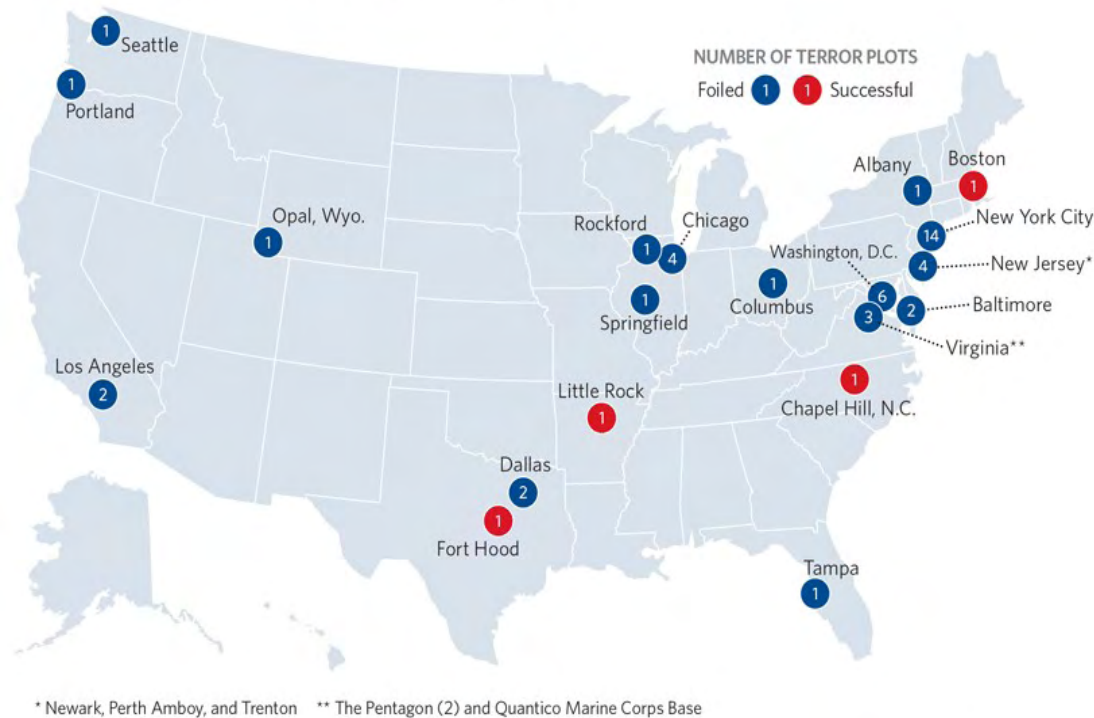 1
Seattle
1
Portland
NUMBER OF TERROR PLOTS
Foiled 1 1 Successful
Albany
1
Boston
1
Opal, Wyo.
1
Rockford
1
Chicago
4
New York City
14
Washington, D.C.
6
New Jersey*
4
1
Springfield
1
Columbus
2
Baltimore
3
Virginia**
Los Angeles
2
Little Rock
1
1
Chapel Hill, N.C.
Dallas
2
1
Fort Hood
Tampa
1
* Newark, Perth Amboy, and Trenton ** The Pentagon (2) and Quantico Marine Corps Base